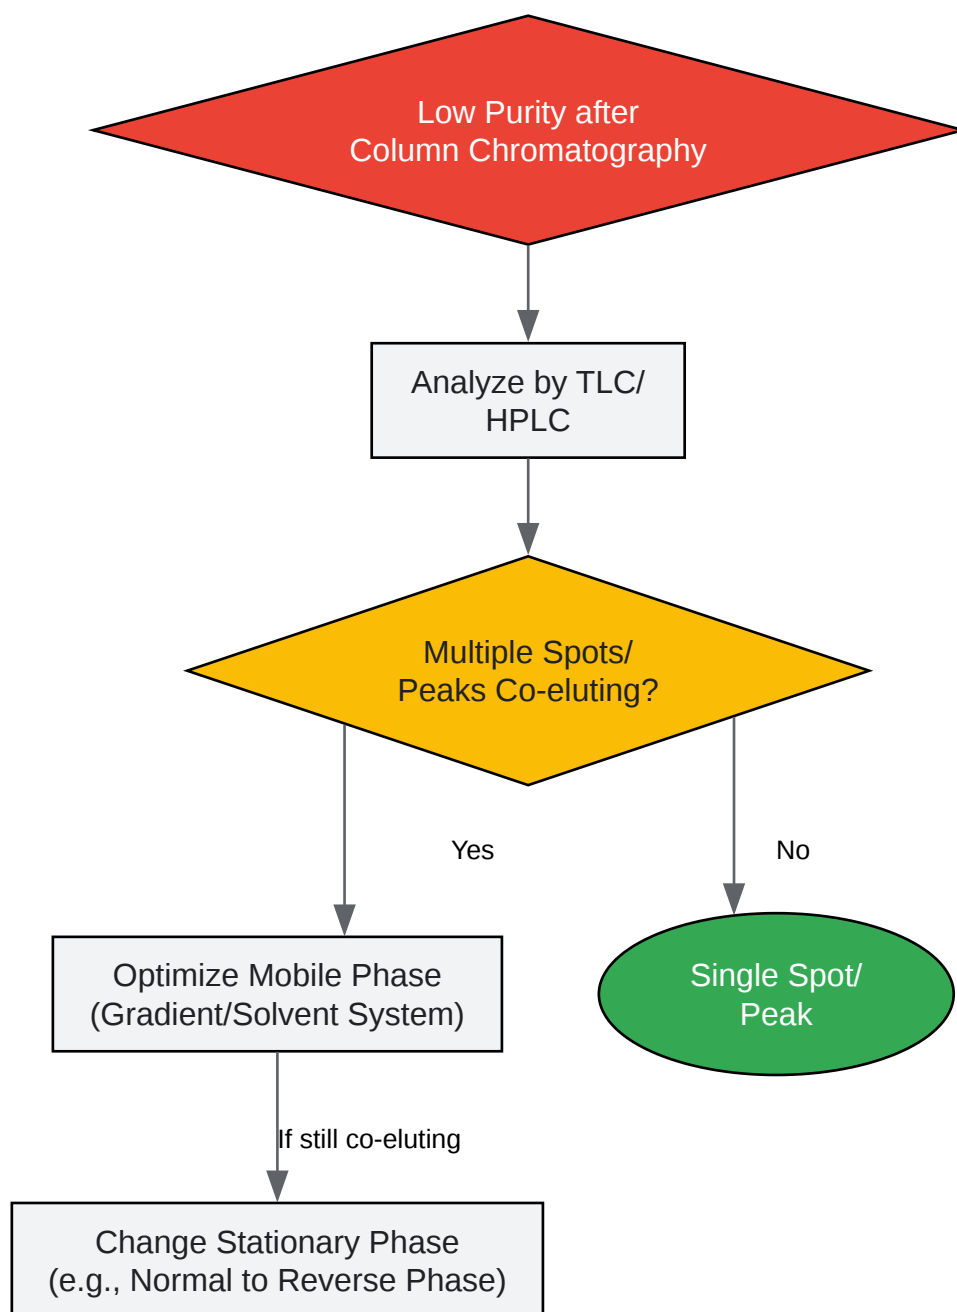 Low Purity after
Column Chromatography
Analyze by TLC/
HPLC
Multiple Spots/
Peaks Co-eluting?
Yes
No
Optimize Mobile Phase
(Gradient/Solvent System)
Single Spot/
Peak
If still co-eluting
Change Stationary Phase
(e.g., Normal to Reverse Phase)